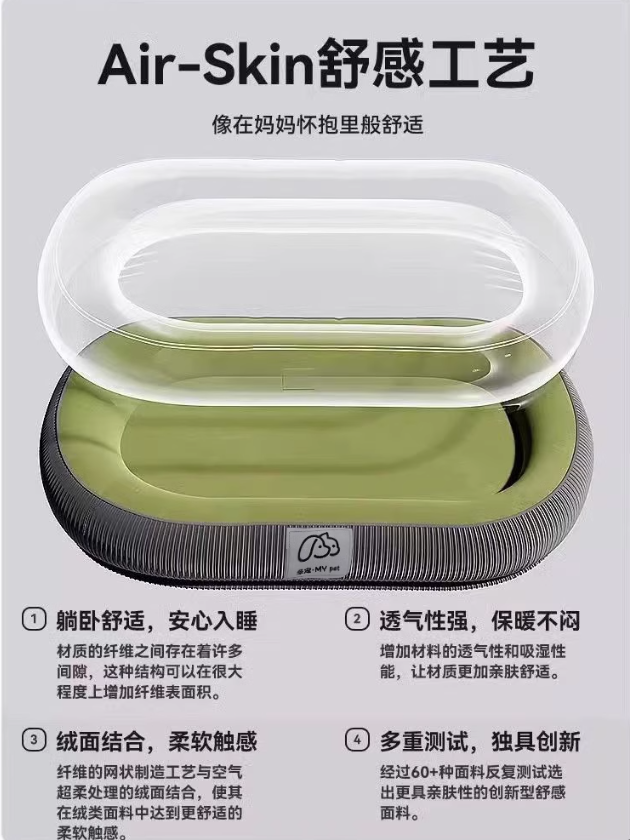 Air-Skin舒感工艺
像在妈妈怀抱里般舒适
MY pet
1 躺卧舒适，安心入睡
材质的纤维之间存在着许多
间隙，这种结构可以在很大
程度上增加纤维表面积。
2 透气性强，保暖不闷
增加材料的透气性和吸湿性
能，让材质更加亲肤舒适。
3 绒面结合，柔软触感
纤维的网状制造工艺与空气
超柔处理的绒面结合，使其
在绒类面料中达到更舒适的
柔软触感。
4 多重测试，独具创新
经过60+种面料反复测试选
出更具亲肤性的创新型舒感
面料。